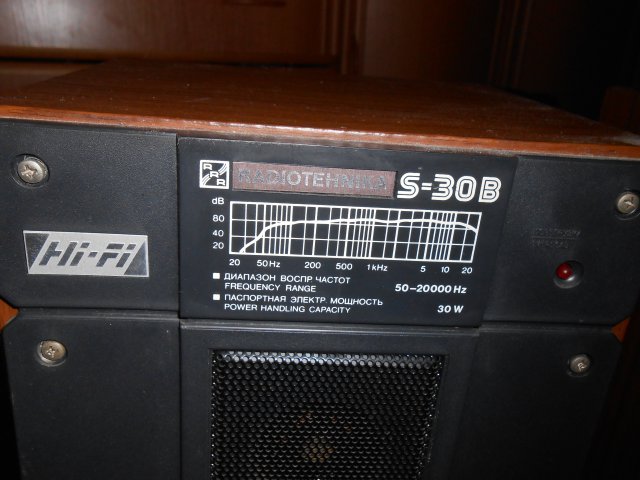 RADIOTEHNIKA S-30B
Hi-Fi
dB
80
40
20
20 50Hz 200 500 1kHz 5 10 20
ДИАПАЗОН ВОСПР ЧАСТОТ
FREQUENCY RANGE 50-20000 Hz
ПАСПОРТНАЯ ЭЛЕКТР МОЩНОСТЬ
POWER HANDLING CAPACITY 30 W